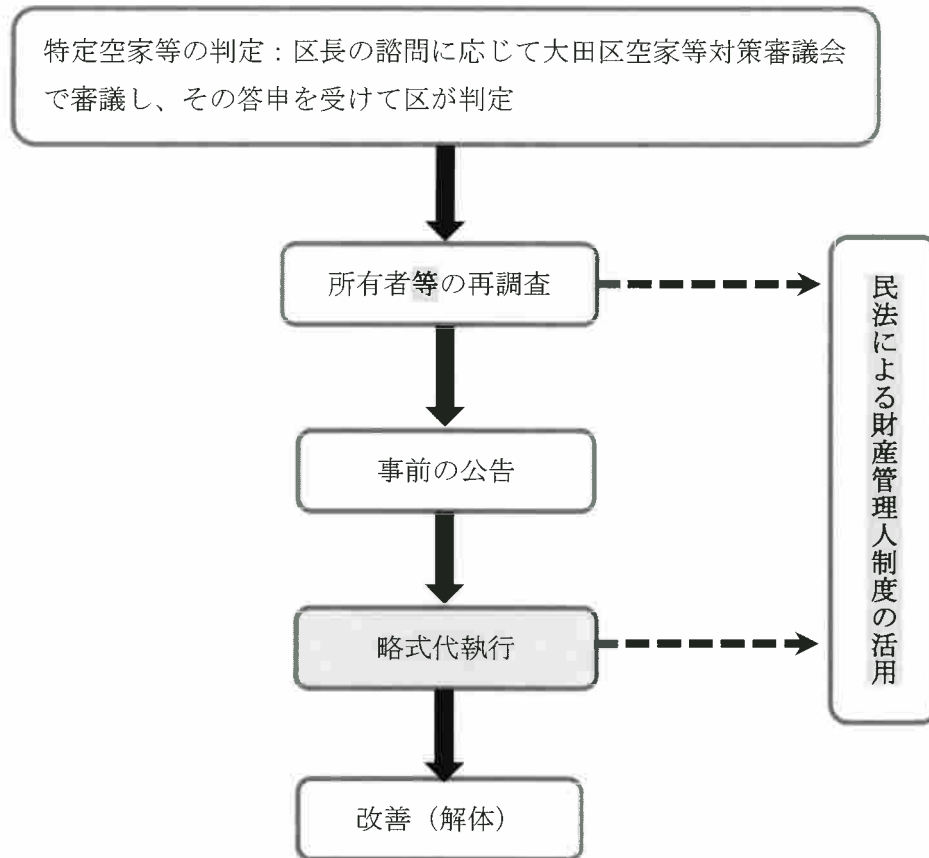 特定空家等の判定：区長の諮問に応じて大田区空家等対策審議会
で審議し、その答申を受けて区が判定
所有者等の再調査
民法による財産管理人制度の活用
事前の公告
略式代執行
改善（解体）